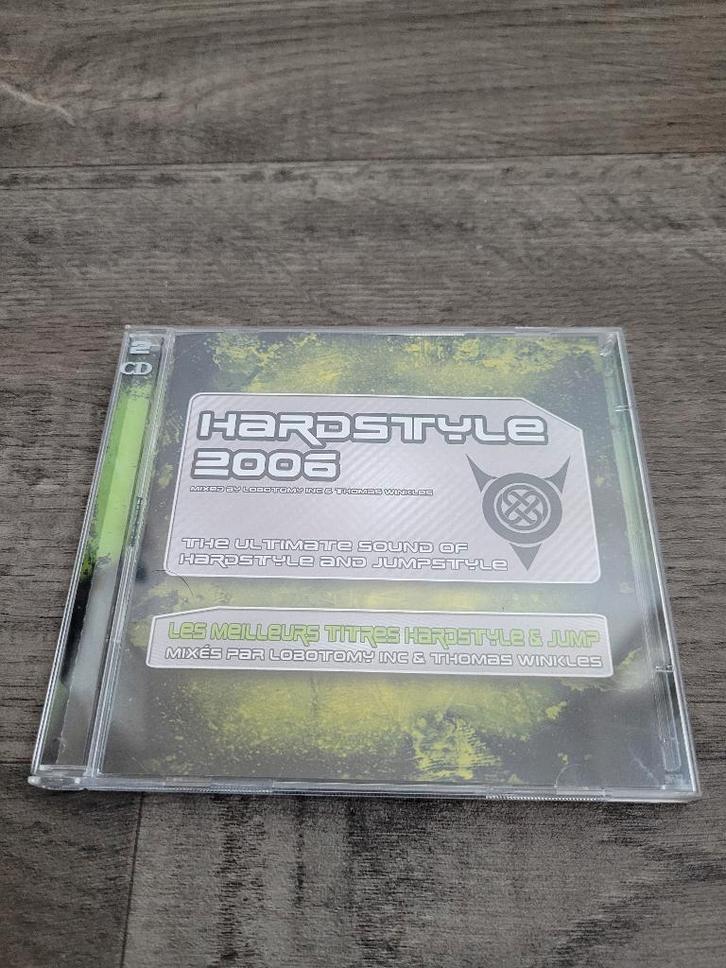 2
CD
HARDSTYLE
2006
MIXED BY LOBOTOMY INC & THOMAS WINKLES
THE ULTIMATE SOUND OF
HARDSTYLE AND JUMPSTYLE
LES MEILLEURS TITRES HARDSTYLE & JUMP
MIXÉS PAR LOBOTOMY INC & THOMAS WINKLES